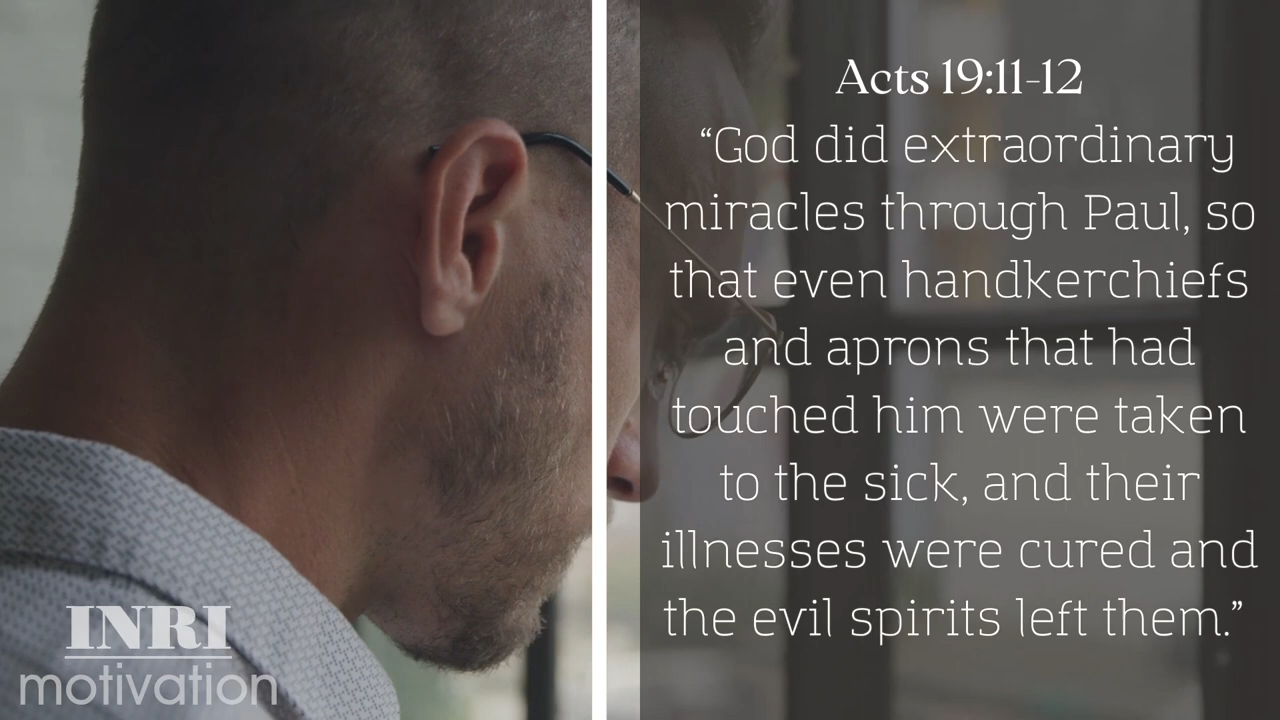 Acts 19:11-12
“God did extraordinary
miracles through Paul, so
that even handkerchiefs
and aprons that had
touched him were taken
to the sick, and their
illnesses were cured and
the evil spirits left them.”
INRI
motivation